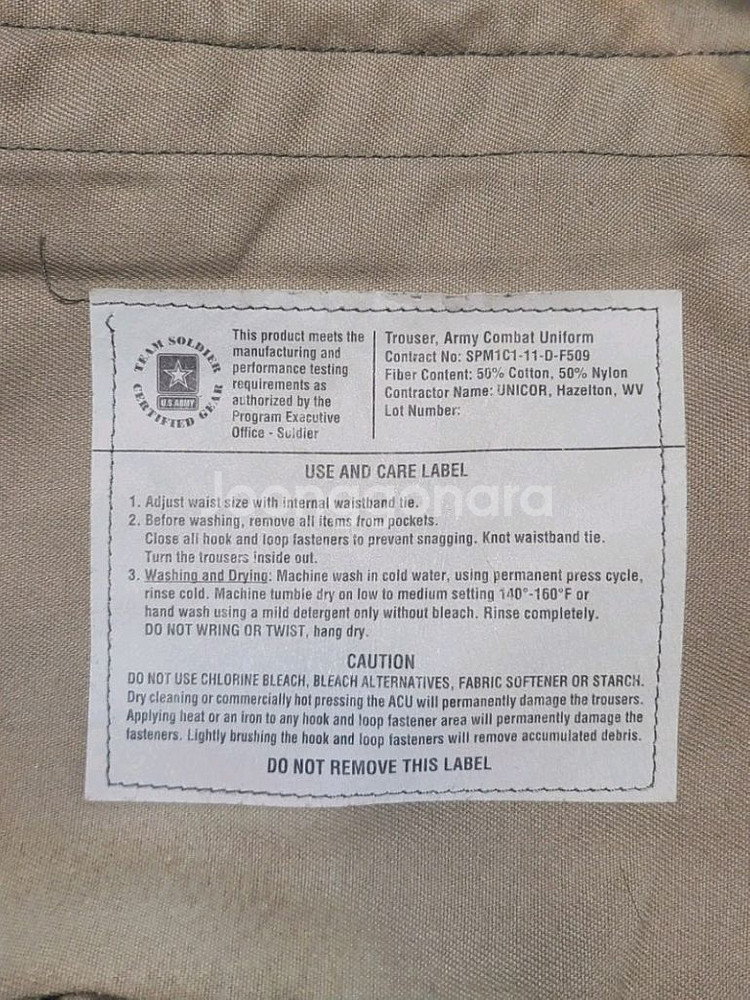 TEAM SOLDIER
CERTIFIED GEAR
U.S.ARMY
This product meets the
manufacturing and
performance testing
requirements as
authorized by the
Program Executive
Office - Soldier
Trouser, Army Combat Uniform
Contract No: SPM1C1-11-D-F509
Fiber Content: 50% Cotton, 50% Nylon
Contractor Name: UNICOR, Hazelton, WV
Lot Number:
USE AND CARE LABEL
1. Adjust waist size with internal waistband tie.
2. Before washing, remove all items from pockets.
Close all hook and loop fasteners to prevent snagging. Knot waistband tie.
Turn the trousers inside out.
3. Washing and Drying: Machine wash in cold water, using permanent press cycle,
rinse cold. Machine tumble dry on low to medium setting 140°-160°F or
hand wash using a mild detergent only without bleach. Rinse completely.
DO NOT WRING OR TWIST, hang dry.
CAUTION
DO NOT USE CHLORINE BLEACH, BLEACH ALTERNATIVES, FABRIC SOFTENER OR STARCH.
Dry cleaning or commercially hot pressing the ACU will permanently damage the trousers.
Applying heat or an iron to any hook and loop fastener area will permanently damage the
fasteners. Lightly brushing the hook and loop fasteners will remove accumulated debris.
DO NOT REMOVE THIS LABEL